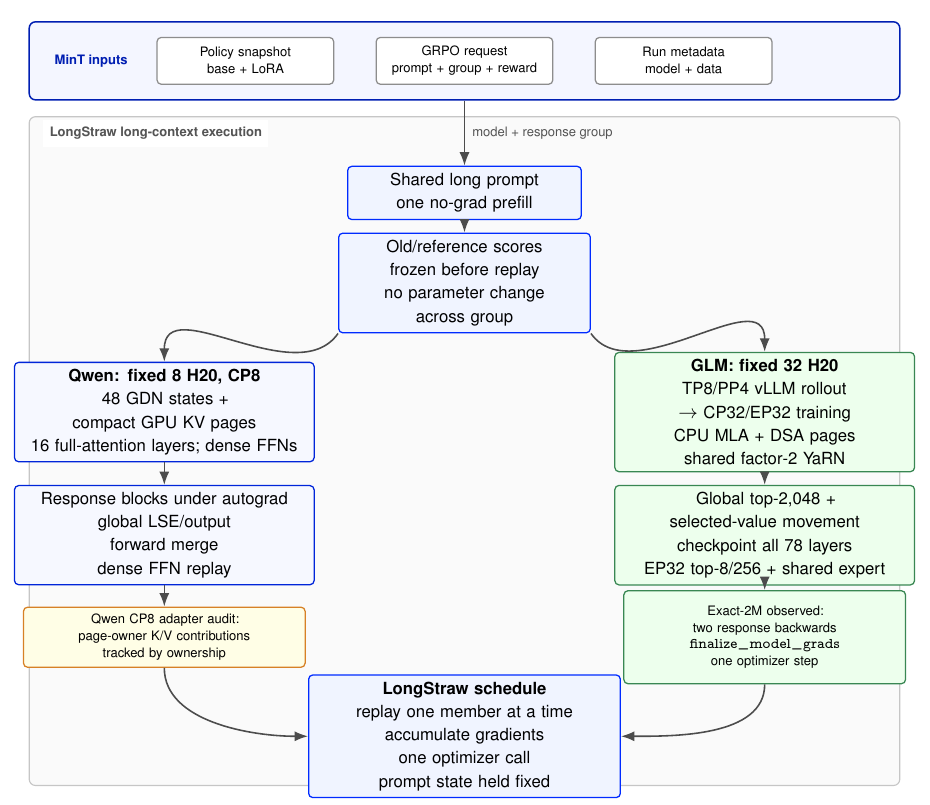 MinT inputs
Policy snapshot
base + LoRA
GRPO request
prompt + group + reward
Run metadata
model + data
LongStraw long-context execution
model + response group
Shared long prompt
one no-grad prefill
Old/reference scores
frozen before replay
no parameter change
across group
Qwen: fixed 8 H20, CP8
48 GDN states +
compact GPU KV pages
16 full-attention layers; dense FFNs
GLM: fixed 32 H20
TP8/PP4 vLLM rollout
→ CP32/EP32 training
CPU MLA + DSA pages
shared factor-2 YaRN
Response blocks under autograd
global LSE/output
forward merge
dense FFN replay
Global top-2,048 +
selected-value movement
checkpoint all 78 layers
EP32 top-8/256 + shared expert
Qwen CP8 adapter audit:
page-owner K/V contributions
tracked by ownership
Exact-2M observed:
two response backwards
finalize_model_grads
one optimizer step
LongStraw schedule
replay one member at a time
accumulate gradients
one optimizer call
prompt state held fixed